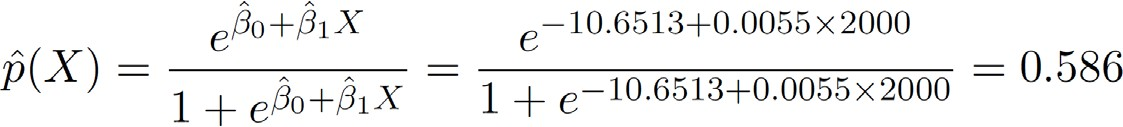 p̂(X) = e^{β̂₀+β̂₁X} / (1 + e^{β̂₀+β̂₁X}) = e^{−10.6513+0.0055×2000} / (1 + e^{−10.6513+0.0055×2000}) = 0.586